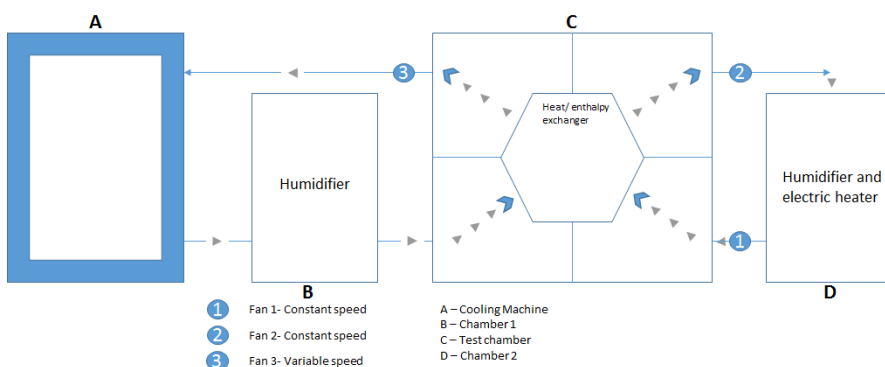 A
C
3
2
Heat/ enthalpy
exchanger
Humidifier
Humidifier and
electric heater
1
B
D
1 Fan 1- Constant speed
2 Fan 2- Constant speed
3 Fan 3- Variable speed
A – Cooling Machine
B – Chamber 1
C – Test chamber
D – Chamber 2